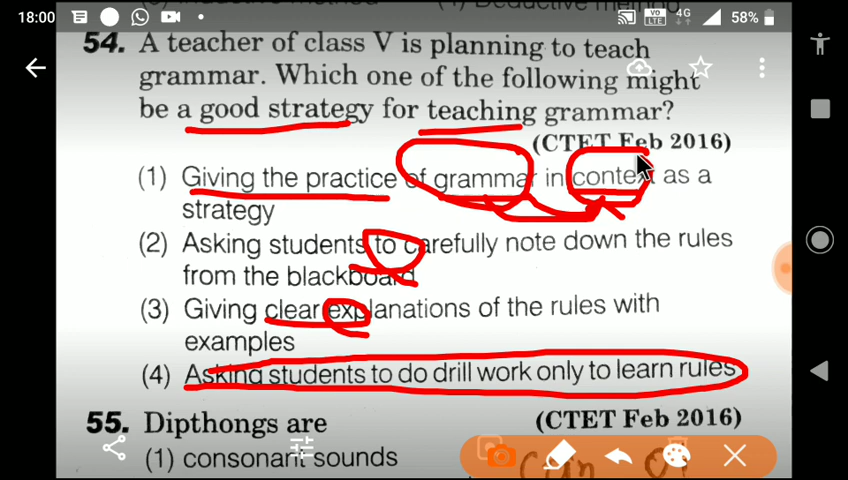 18:00
VO LTE 4G 58%
54. A teacher of class V is planning to teach
grammar. Which one of the following might
be a good strategy for teaching grammar?
(CTET Feb 2016)
(1) Giving the practice of grammar in context as a
strategy
(2) Asking students to carefully note down the rules
from the blackboard
(3) Giving clear explanations of the rules with
examples
(4) Asking students to do drill work only to learn rules
55. Dipthongs are (CTET Feb 2016)
(1) consonant sounds